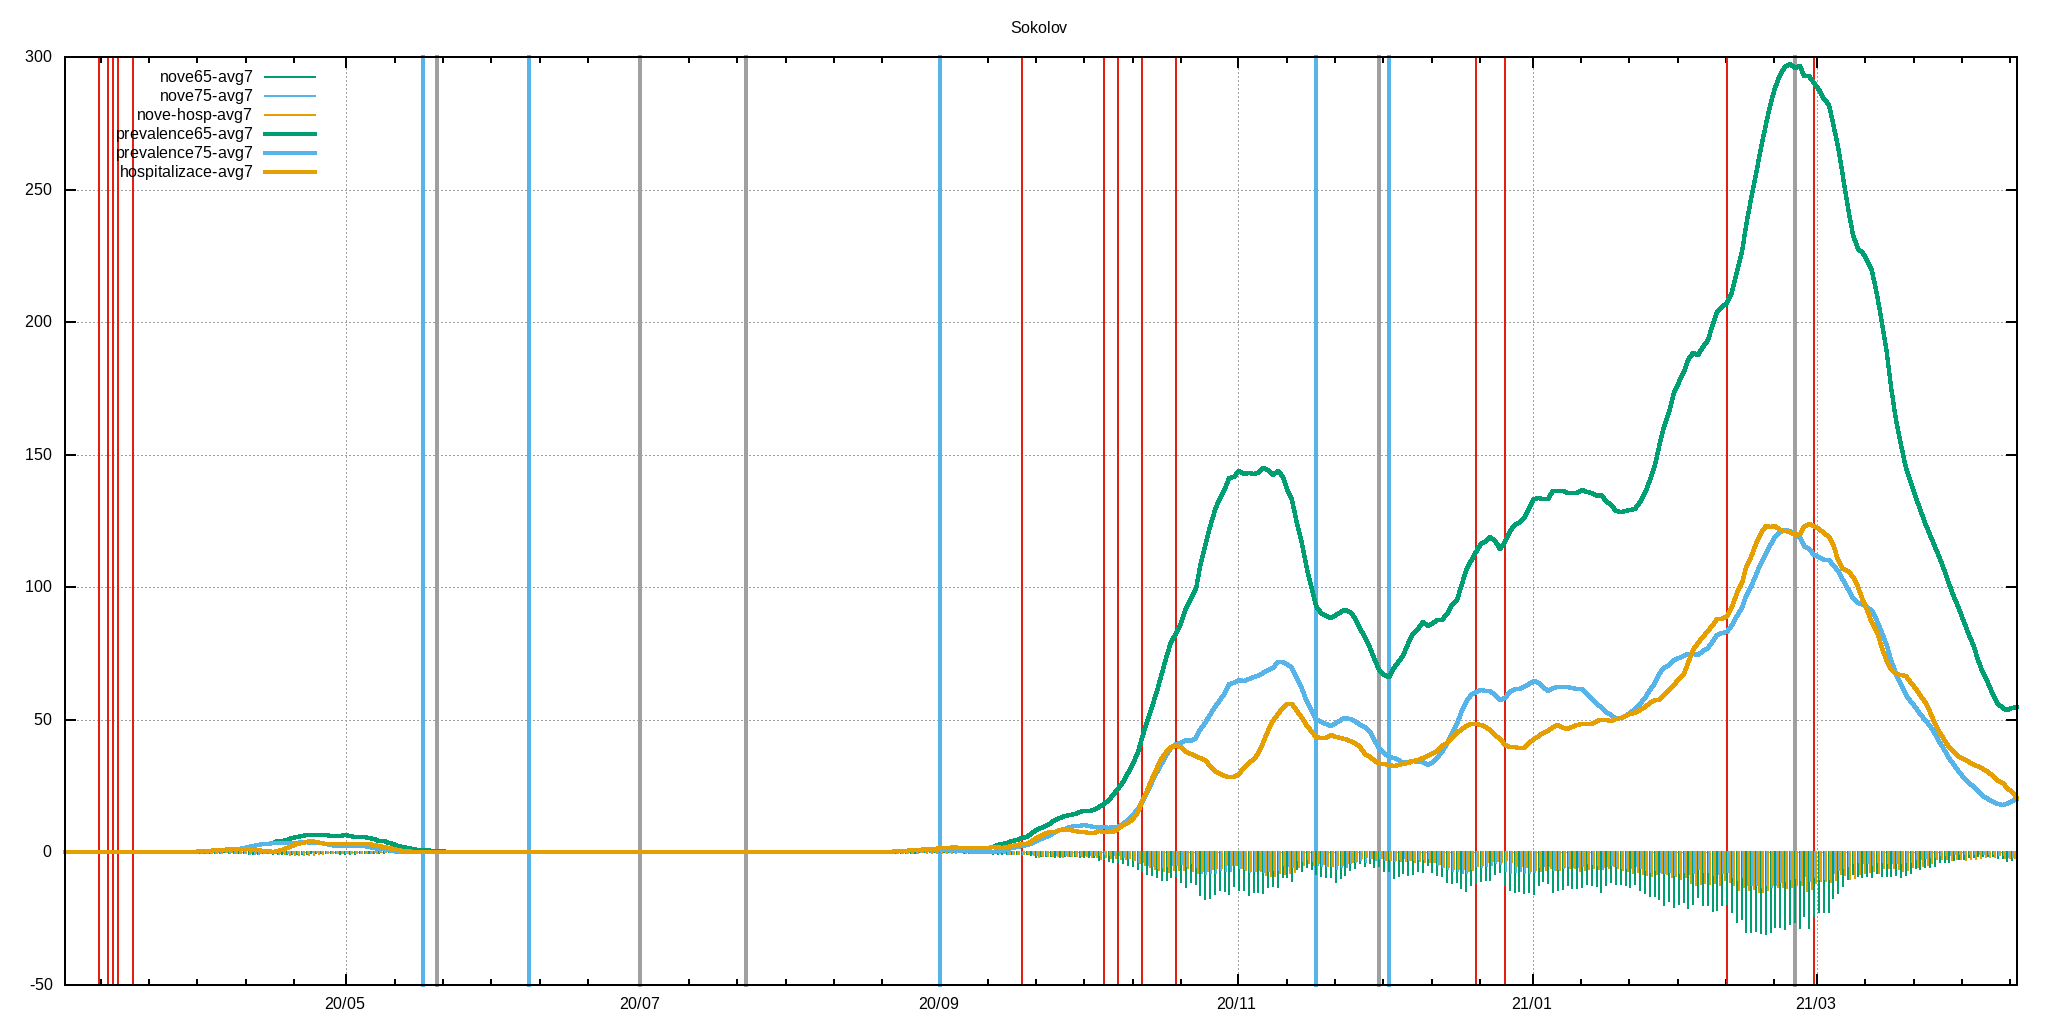 Sokolov
300
250
200
150
100
50
0
-50
nove65-avg7
nove75-avg7
nove-hosp-avg7
prevalence65-avg7
prevalence75-avg7
hospitalizace-avg7
20/05 20/07 20/09 20/11 21/01 21/03